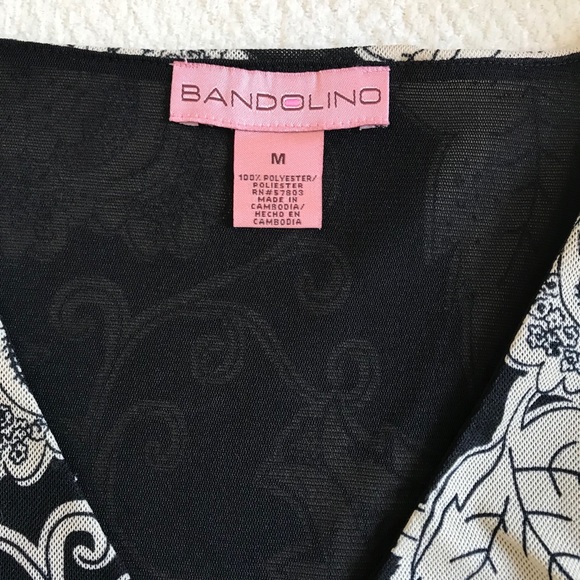 BANDOLINO
M
100% POLYESTER/
POLIESTER
RN#57803
MADE IN
CAMBODIA/
HECHO EN
CAMBODIA